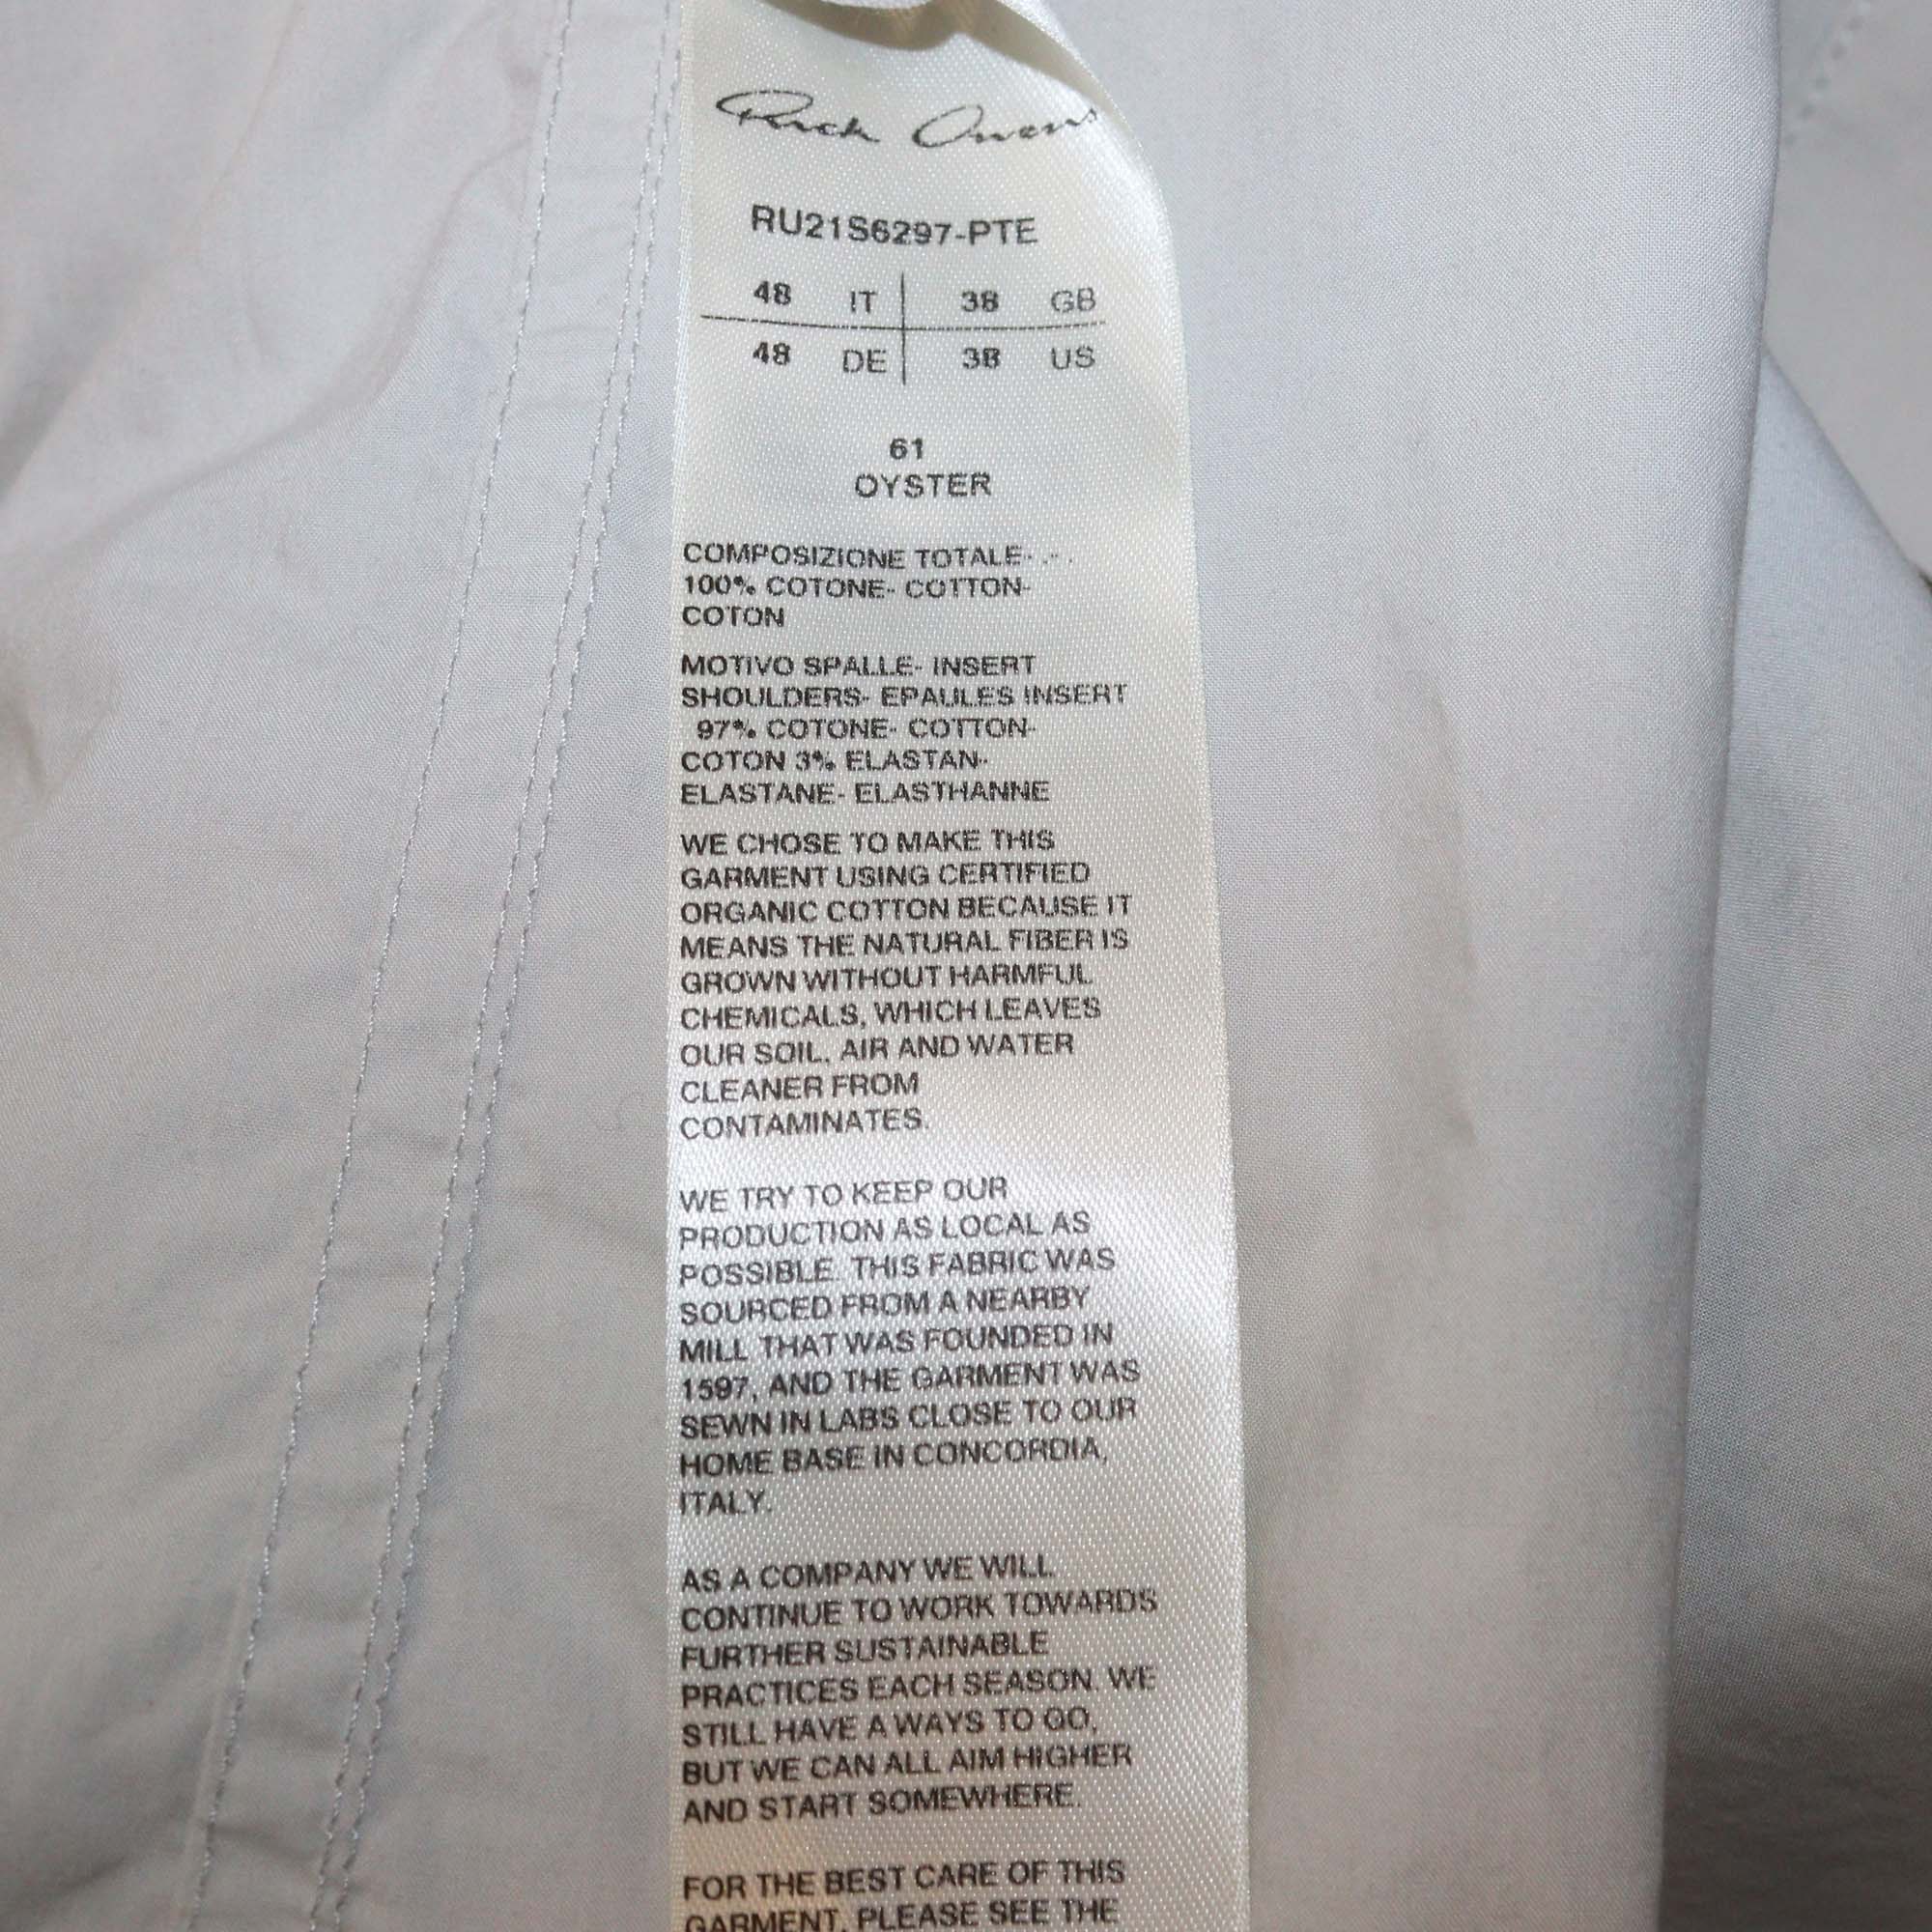 Rick Owens
RU21S6297-PTE
48 IT 38 GB
48 DE 38 US
61
OYSTER
COMPOSIZIONE TOTALE- .- .
100% COTONE- COTTON-
COTON
MOTIVO SPALLE- INSERT
SHOULDERS- EPAULES INSERT
97% COTONE- COTTON-
COTON 3% ELASTAN-
ELASTANE- ELASTHANNE
WE CHOSE TO MAKE THIS
GARMENT USING CERTIFIED
ORGANIC COTTON BECAUSE IT
MEANS THE NATURAL FIBER IS
GROWN WITHOUT HARMFUL
CHEMICALS, WHICH LEAVES
OUR SOIL, AIR AND WATER
CLEANER FROM
CONTAMINATES.
WE TRY TO KEEP OUR
PRODUCTION AS LOCAL AS
POSSIBLE. THIS FABRIC WAS
SOURCED FROM A NEARBY
MILL THAT WAS FOUNDED IN
1597, AND THE GARMENT WAS
SEWN IN LABS CLOSE TO OUR
HOME BASE IN CONCORDIA,
ITALY.
AS A COMPANY WE WILL
CONTINUE TO WORK TOWARDS
FURTHER SUSTAINABLE
PRACTICES EACH SEASON. WE
STILL HAVE A WAYS TO GO,
BUT WE CAN ALL AIM HIGHER
AND START SOMEWHERE.
FOR THE BEST CARE OF THIS
GARMENT, PLEASE SEE THE